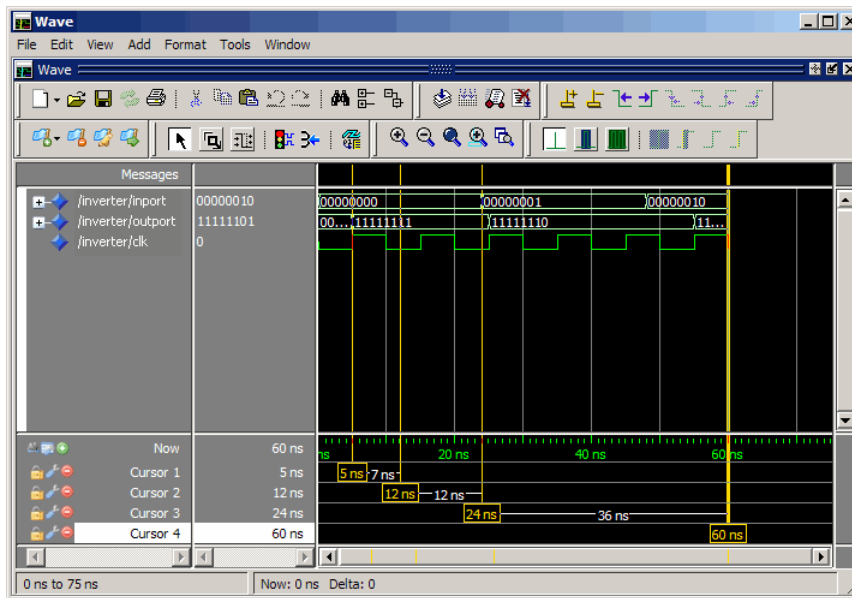 Wave
File Edit View Add Format Tools Window
Wave
Messages
/inverter/inport 00000010 00000000 00000001 00000010
/inverter/outport 11111101 00... 11111111 11111110 11...
/inverter/clk 0
Now 60 ns ns 20 ns 40 ns 60 ns
Cursor 1 5 ns 5 ns 7 ns
Cursor 2 12 ns 12 ns 12 ns
Cursor 3 24 ns 24 ns 36 ns
Cursor 4 60 ns 60 ns
0 ns to 75 ns Now: 0 ns Delta: 0